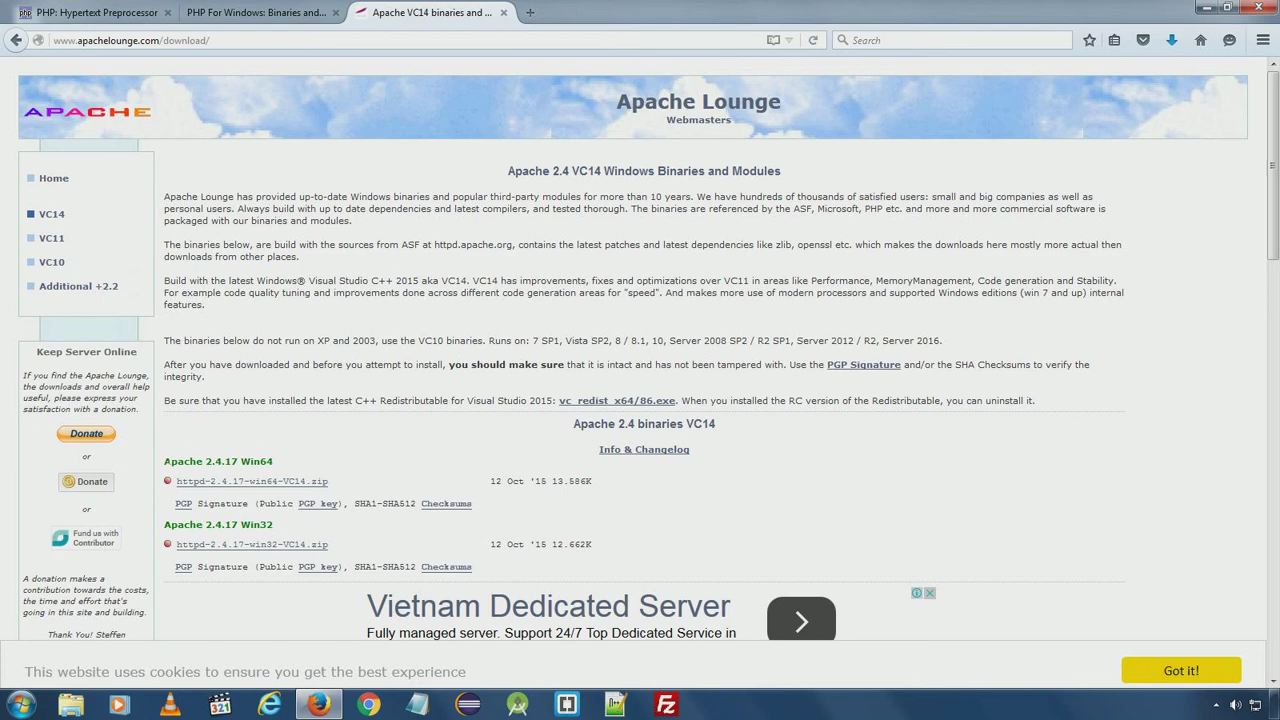 PHP: Hypertext Preprocessor
PHP For Windows: Binaries and...
Apache VC14 binaries and ...
www.apachelounge.com/download/
Search
APACHE
Apache Lounge
Webmasters
Home
VC14
VC11
VC10
Additional +2.2
Keep Server Online
If you find the Apache Lounge,
the downloads and overall help
useful, please express your
satisfaction with a donation.
Donate
or
Donate
or
Fund us with
Contributor
A donation makes a
contribution towards the costs,
the time and effort that's
going in this site and building.
Thank You! Steffen
Apache 2.4 VC14 Windows Binaries and Modules
Apache Lounge has provided up-to-date Windows binaries and popular third-party modules for more than 10 years. We have hundreds of thousands of satisfied users: small and big companies as well as
personal users. Always build with up to date dependencies and latest compilers, and tested thorough. The binaries are referenced by the ASF, Microsoft, PHP etc. and more and more commercial software is
packaged with our binaries and modules.
The binaries below, are build with the sources from ASF at httpd.apache.org, contains the latest patches and latest dependencies like zlib, openssl etc. which makes the downloads here mostly more actual then
downloads from other places.
Build with the latest Windows® Visual Studio C++ 2015 aka VC14. VC14 has improvements, fixes and optimizations over VC11 in areas like Performance, MemoryManagement, Code generation and Stability.
For example code quality tuning and improvements done across different code generation areas for "speed". And makes more use of modern processors and supported Windows editions (win 7 and up) internal
features.
The binaries below do not run on XP and 2003, use the VC10 binaries. Runs on: 7 SP1, Vista SP2, 8 / 8.1, 10, Server 2008 SP2 / R2 SP1, Server 2012 / R2, Server 2016.
After you have downloaded and before you attempt to install, you should make sure that it is intact and has not been tampered with. Use the PGP Signature and/or the SHA Checksums to verify the
integrity.
Be sure that you have installed the latest C++ Redistributable for Visual Studio 2015: vc_redist_x64/86.exe. When you installed the RC version of the Redistributable, you can uninstall it.
Apache 2.4 binaries VC14
Info & Changelog
Apache 2.4.17 Win64
httpd-2.4.17-win64-VC14.zip 12 Oct '15 13.586K
PGP Signature (Public PGP key), SHA1-SHA512 Checksums
Apache 2.4.17 Win32
httpd-2.4.17-win32-VC14.zip 12 Oct '15 12.662K
PGP Signature (Public PGP key), SHA1-SHA512 Checksums
Vietnam Dedicated Server
Fully managed server. Support 24/7 Top Dedicated Service in
This website uses cookies to ensure you get the best experience
Got it!
321